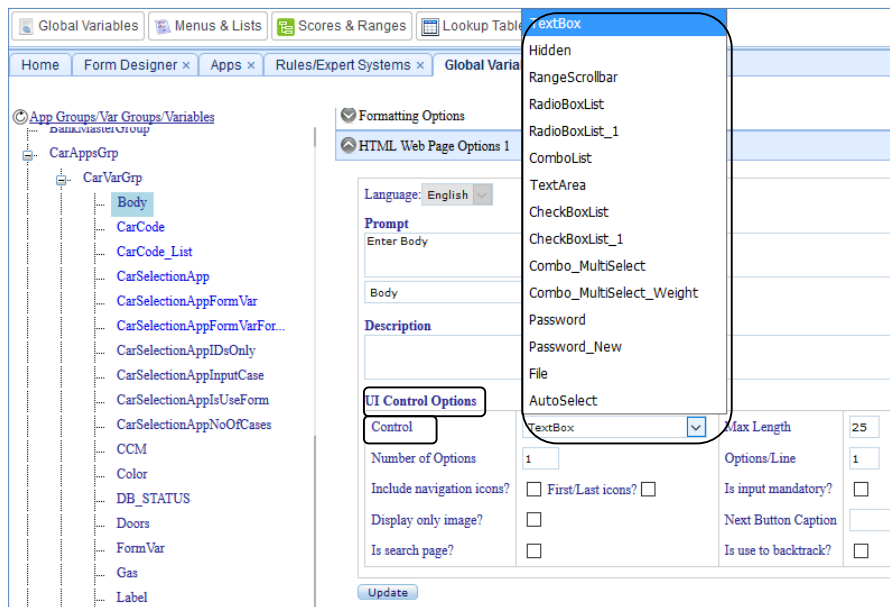 Global Variables Menus & Lists Scores & Ranges Lookup Table
Home Form Designer × Apps × Rules/Expert Systems × Global Varia
App Groups/Var Groups/Variables
BankMasterGroup
CarAppsGrp
CarVarGrp
Body
CarCode
CarCode_List
CarSelectionApp
CarSelectionAppFormVar
CarSelectionAppFormVarFor...
CarSelectionAppIDsOnly
CarSelectionAppInputCase
CarSelectionAppIsUseForm
CarSelectionAppNoOfCases
CCM
Color
DB_STATUS
Doors
FormVar
Gas
Label
Formatting Options
HTML Web Page Options 1
Language: English
Prompt
Enter Body
Body
Description
UI Control Options
Control TextBox Max Length 25
Number of Options 1 Options/Line 1
Include navigation icons? First/Last icons? Is input mandatory?
Display only image? Next Button Caption
Is search page? Is use to backtrack?
Update
TextBox
Hidden
RangeScrollbar
RadioBoxList
RadioBoxList_1
ComboList
TextArea
CheckBoxList
CheckBoxList_1
Combo_MultiSelect
Combo_MultiSelect_Weight
Password
Password_New
File
AutoSelect